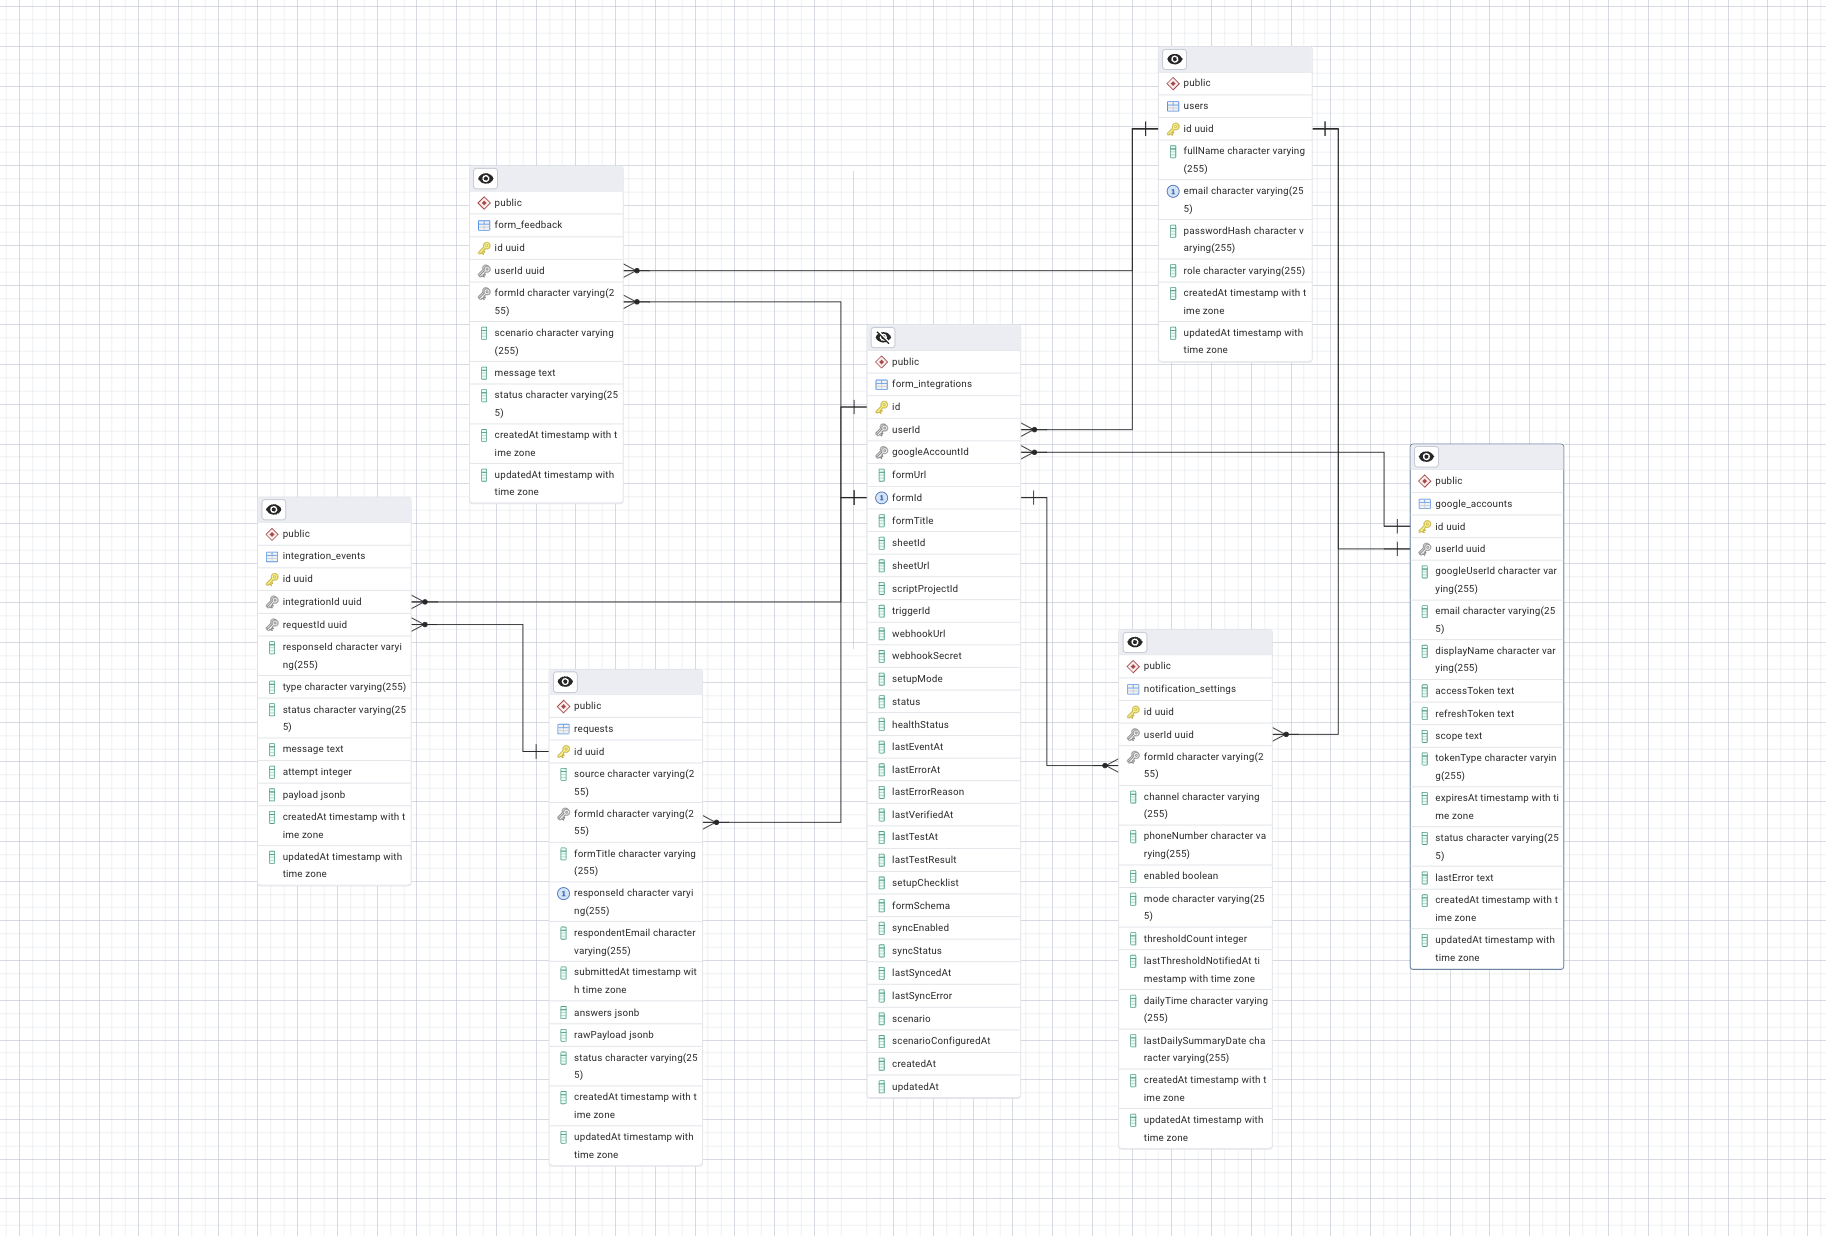 public
users
id uuid
fullName character varying
(255)
email character varying(25
5)
passwordHash character v
arying(255)
role character varying(255)
createdAt timestamp with t
ime zone
updatedAt timestamp with
time zone
public
form_feedback
id uuid
userId uuid
formId character varying(2
55)
scenario character varying
(255)
message text
status character varying(25
5)
createdAt timestamp with t
ime zone
updatedAt timestamp with
time zone
public
form_integrations
id
userId
googleAccountId
formUrl
1
formId
formTitle
sheetId
sheetUrl
scriptProjectId
triggerId
webhookUrl
webhookSecret
setupMode
status
healthStatus
lastEventAt
lastErrorAt
lastErrorReason
lastVerifiedAt
lastTestAt
lastTestResult
setupChecklist
formSchema
syncEnabled
syncStatus
lastSyncedAt
lastSyncError
scenario
scenarioConfiguredAt
createdAt
updatedAt
public
google_accounts
id uuid
userId uuid
googleUserId character var
ying(255)
email character varying(25
5)
displayName character var
ying(255)
accessToken text
refreshToken text
scope text
tokenType character varyin
g(255)
expiresAt timestamp with ti
me zone
status character varying(25
5)
lastError text
createdAt timestamp with t
ime zone
updatedAt timestamp with
time zone
public
integration_events
id uuid
integrationId uuid
requestId uuid
responseId character varyi
ng(255)
type character varying(255)
status character varying(25
5)
message text
attempt integer
payload jsonb
createdAt timestamp with t
ime zone
updatedAt timestamp with
time zone
public
requests
id uuid
source character varying(2
55)
formId character varying(2
55)
formTitle character varying
(255)
responseId character varyi
ng(255)
respondentEmail character
varying(255)
submittedAt timestamp wit
h time zone
answers jsonb
rawPayload jsonb
status character varying(25
5)
createdAt timestamp with t
ime zone
updatedAt timestamp with
time zone
public
notification_settings
id uuid
userId uuid
formId character varying(2
55)
channel character varying
(255)
phoneNumber character va
rying(255)
enabled boolean
mode character varying(25
5)
thresholdCount integer
lastThresholdNotifiedAt ti
mestamp with time zone
dailyTime character varying
(255)
lastDailySummaryDate cha
racter varying(255)
createdAt timestamp with t
ime zone
updatedAt timestamp with
time zone